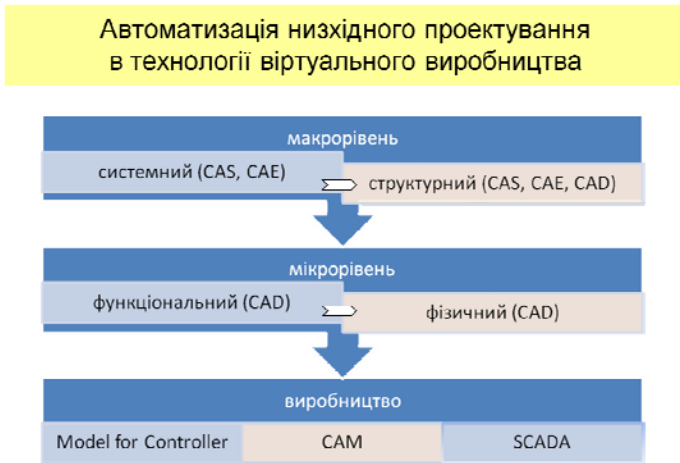 Автоматизація низхідного проектування
в технології віртуального виробництва
макрорівень
системний (CAS, CAE)
структурний (CAS, CAE, CAD)
мікрорівень
функціональний (CAD)
фізичний (CAD)
виробництво
Model for Controller
CAM
SCADA